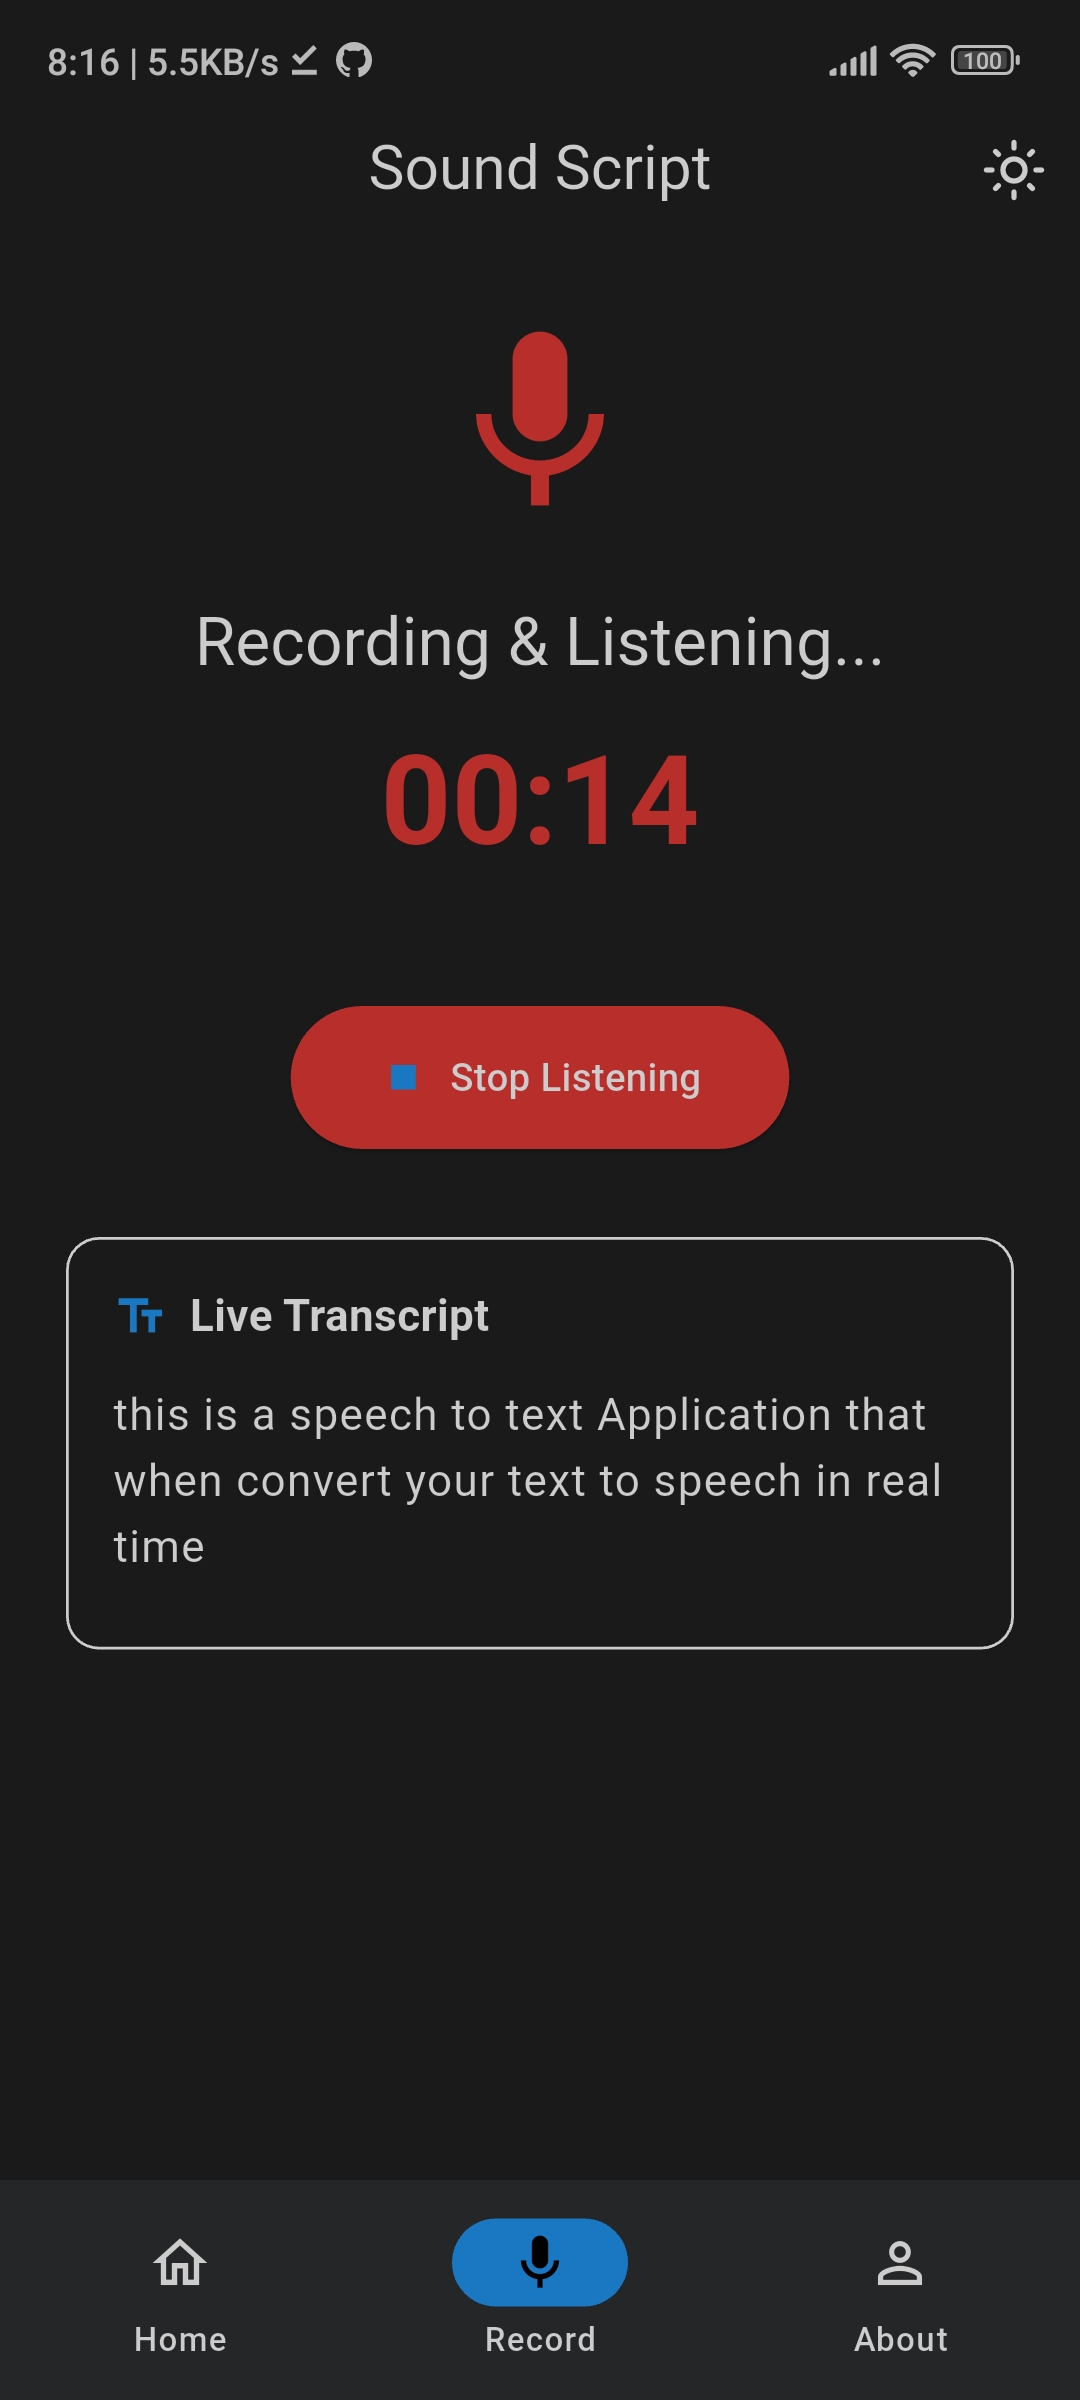 8:16 | 5.5KB/s
100
Sound Script
Recording & Listening...
00:14
Stop Listening
Live Transcript
this is a speech to text Application that
when convert your text to speech in real
time
Home
Record
About